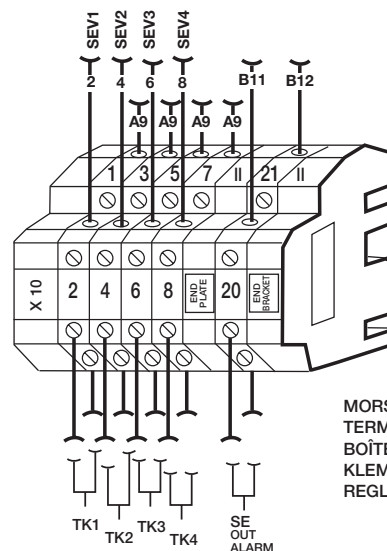 SEV1 SEV2 SEV3 SEV4
2 4 6 8 B11 B12
A9 A9 A9 A9
1 3 5 7 II 21 II
X 10 2 4 6 8 END PLATE 20 END BRACKET
MORS
TERM
BOÎTE
KLEM
REGL
TK1 TK2 TK3 TK4
SE
OUT
ALARM